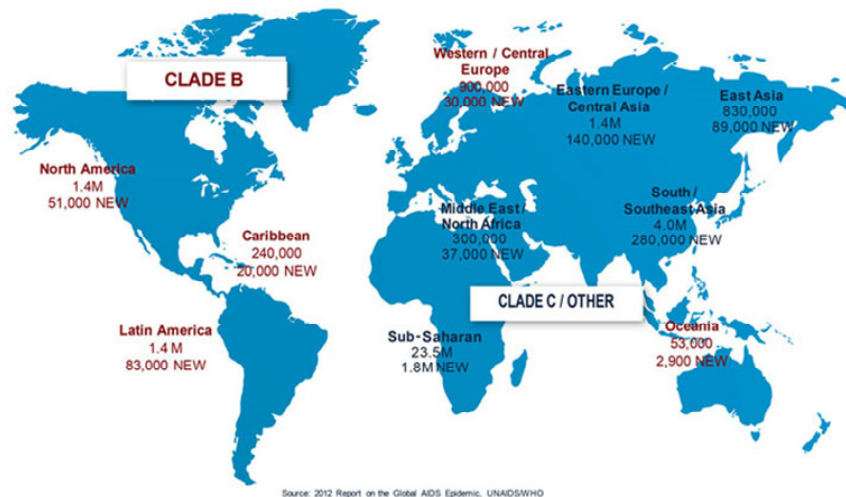 CLADE B
Western / Central
Europe
900,000
30,000 NEW
Eastern Europe /
Central Asia
1.4M
140,000 NEW
East Asia
830,000
89,000 NEW
North America
1.4M
51,000 NEW
Caribbean
240,000
20,000 NEW
Middle East /
North Africa
300,000
37,000 NEW
South /
Southeast Asia
4.0M
280,000 NEW
CLADE C / OTHER
Latin America
1.4 M
83,000 NEW
Sub-Saharan
23.5M
1.8M NEW
Oceania
53,000
2,900 NEW
Source: 2012 Report on the Global AIDS Epidemic, UNAIDS/WHO